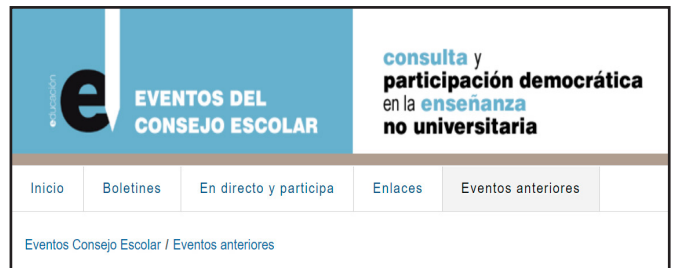 educación
e
EVENTOS DEL
CONSEJO ESCOLAR
consulta y
participación democrática
en la enseñanza
no universitaria
Inicio Boletines En directo y participa Enlaces Eventos anteriores
Eventos Consejo Escolar / Eventos anteriores